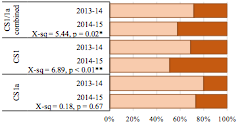 CS1/1a combined
2013-14
2014-15
X-sq = 5.44, p = 0.02*
CS1
2013-14
2014-15
X-sq = 6.89, p < 0.01**
CS1a
2013-14
2014-15
X-sq = 0.18, p = 0.67
0% 20% 40% 60% 80% 100%